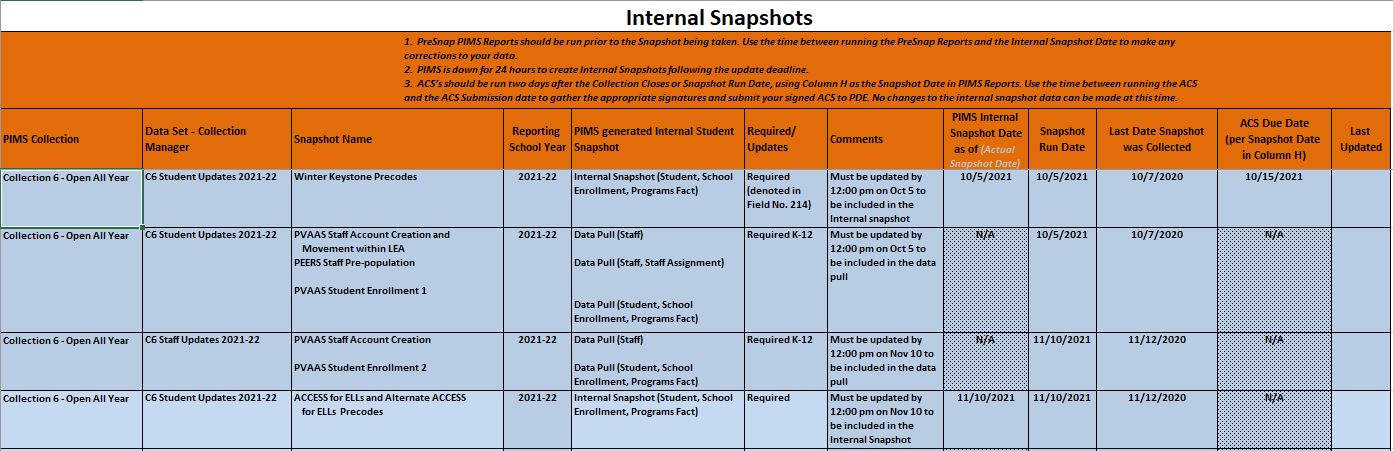 Internal Snapshots
1. PreSnap PIMS Reports should be run prior to the Snapshot being taken. Use the time between running the PreSnap Reports and the Internal Snapshot Date to make any
corrections to your data.
2. PIMS is down for 24 hours to create Internal Snapshots following the update deadline.
3. ACS's should be run two days after the Collection Closes or Snapshot Run Date, using Column H as the Snapshot Date in PIMS Reports. Use the time between running the ACS
and the ACS Submission date to gather the appropriate signatures and submit your signed ACS to PDE. No changes to the internal snapshot data can be made at this time.
PIMS Collection
Data Set - Collection
Manager
Snapshot Name
Reporting
School Year
PIMS generated Internal Student
Snapshot
Required/
Updates
Comments
PIMS Internal
Snapshot Date
as of (Actual
Snapshot Date)
Snapshot
Run Date
Last Date Snapshot
was Collected
ACS Due Date
(per Snapshot Date
in Column H)
Last
Updated
Collection 6 - Open All Year
C6 Student Updates 2021-22
Winter Keystone Precodes
2021-22
Internal Snapshot (Student, School
Enrollment, Programs Fact)
Required
(denoted in
Field No. 214)
Must be updated by
12:00 pm on Oct 5 to
be included in the
Internal snapshot
10/5/2021
10/5/2021
10/7/2020
10/15/2021
Collection 6 - Open All Year
C6 Student Updates 2021-22
PVAAS Staff Account Creation and
Movement within LEA
PEERS Staff Pre-population
PVAAS Student Enrollment 1
2021-22
Data Pull (Staff)
Data Pull (Staff, Staff Assignment)
Data Pull (Student, School
Enrollment, Programs Fact)
Required K-12
Must be updated by
12:00 pm on Oct 5 to
be included in the data
pull
N/A
10/5/2021
10/7/2020
N/A
Collection 6 - Open All Year
C6 Staff Updates 2021-22
PVAAS Staff Account Creation
PVAAS Student Enrollment 2
2021-22
Data Pull (Staff)
Data Pull (Student, School
Enrollment, Programs Fact)
Required K-12
Must be updated by
12:00 pm on Nov 10 to
be included in the data
pull
N/A
11/10/2021
11/12/2020
N/A
Collection 6 - Open All Year
C6 Student Updates 2021-22
ACCESS for ELLs and Alternate ACCESS
for ELLs Precodes
2021-22
Internal Snapshot (Student, School
Enrollment, Programs Fact)
Required
Must be updated by
12:00 pm on Nov 10 to
be included in the
Internal Snapshot
11/10/2021
11/10/2021
11/12/2020
N/A